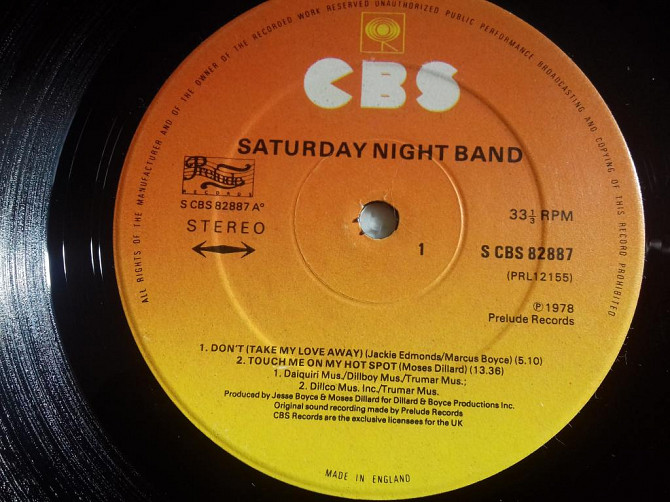 ALL RIGHTS OF THE MANUFACTURER AND OF THE OWNER OF THE RECORDED WORK RESERVED UNAUTHORIZED PUBLIC PERFORMANCE BROADCASTING AND COPYING OF THIS RECORD PROHIBITED
CBS
SATURDAY NIGHT BAND
Prelude
RECORDS
S CBS 82887 A°
STEREO
33⅓ RPM
1
S CBS 82887
(PRL12155)
℗ 1978
Prelude Records
1. DON'T (TAKE MY LOVE AWAY) (Jackie Edmonds/Marcus Boyce) (5.10)
2. TOUCH ME ON MY HOT SPOT (Moses Dillard) (13.36)
1. Daiquiri Mus./Dillboy Mus./Trumar Mus.;
2. Dillco Mus. Inc./Trumar Mus.
Produced by Jesse Boyce & Moses Dillard for Dillard & Boyce Productions Inc.
Original sound recording made by Prelude Records
CBS Records are the exclusive licensees for the UK
MADE IN ENGLAND